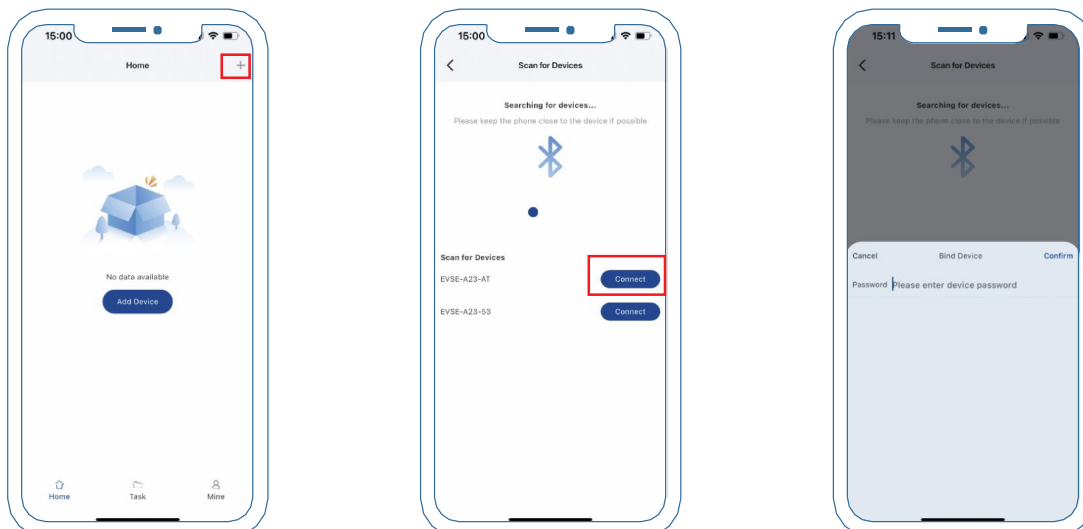 15:00
Home
+
No data available
Add Device
Home Task Mine
15:00
Scan for Devices
Searching for devices...
Please keep the phone close to the device if possible
Scan for Devices
EVSE-A23-AT Connect
EVSE-A23-53 Connect
15:11
Scan for Devices
Searching for devices...
Please keep the phone close to the device if possible
Cancel Bind Device Confirm
Password Please enter device password